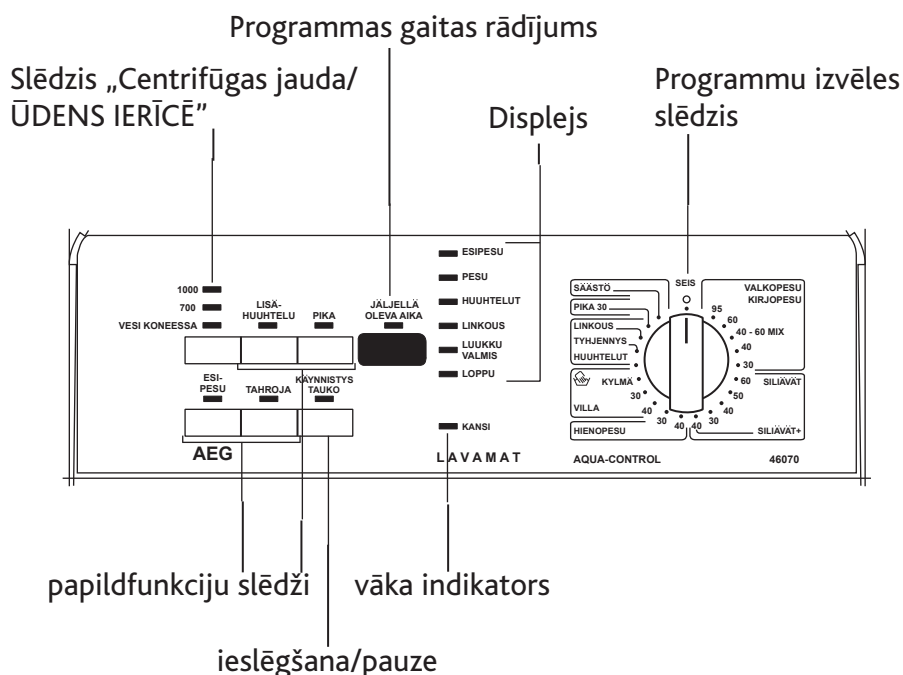 Programmas gaitas rādījums
Slēdzis „Centrifūgas jauda/
ŪDENS IERĪCĒ”
Programmu izvēles
slēdzis
Displejs
1000
700
VESI KONEESSA
LISÄ-
HUUHTELU
PIKA
JÄLJELLÄ
OLEVA AIKA
ESI-
PESU
TAHROJA
KÄYNNISTYS
TAUKO
AEG
ESIPESU
PESU
HUUHTELUT
LINKOUS
LUUKKU
VALMIS
LOPPU
KANSI
LAVAMAT
SEIS
SÄÄSTÖ
PIKA 30
LINKOUS
TYHJENNYS
HUUHTELUT
KYLMÄ
30
VILLA
40
HIENOPESU
30
40
VALKOPESU
KIRJOPESU
95
60
40 - 60 MIX
40
30
60
SILIÄVÄT
50
40
30
40
SILIÄVÄT+
AQUA-CONTROL
46070
papildfunkciju slēdži
vāka indikators
ieslēgšana/pauze